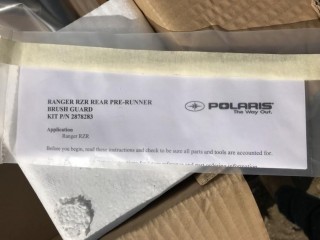 RANGER RZR REAR PRE-RUNNER
BRUSH GUARD
KIT P/N 2878283
POLARIS
The Way Out.
Application
Ranger RZR
Before you begin, read these instructions and check to be sure all parts and tools are accounted for.